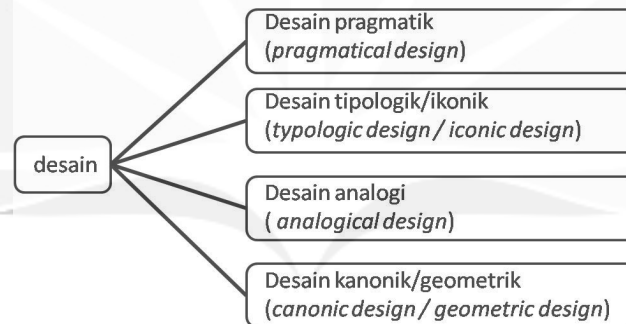 Desain pragmatik
(pragmatical design)
Desain tipologik/ikonik
(typologic design / iconic design)
desain
Desain analogi
( analogical design)
Desain kanonik/geometrik
(canonic design / geometric design)